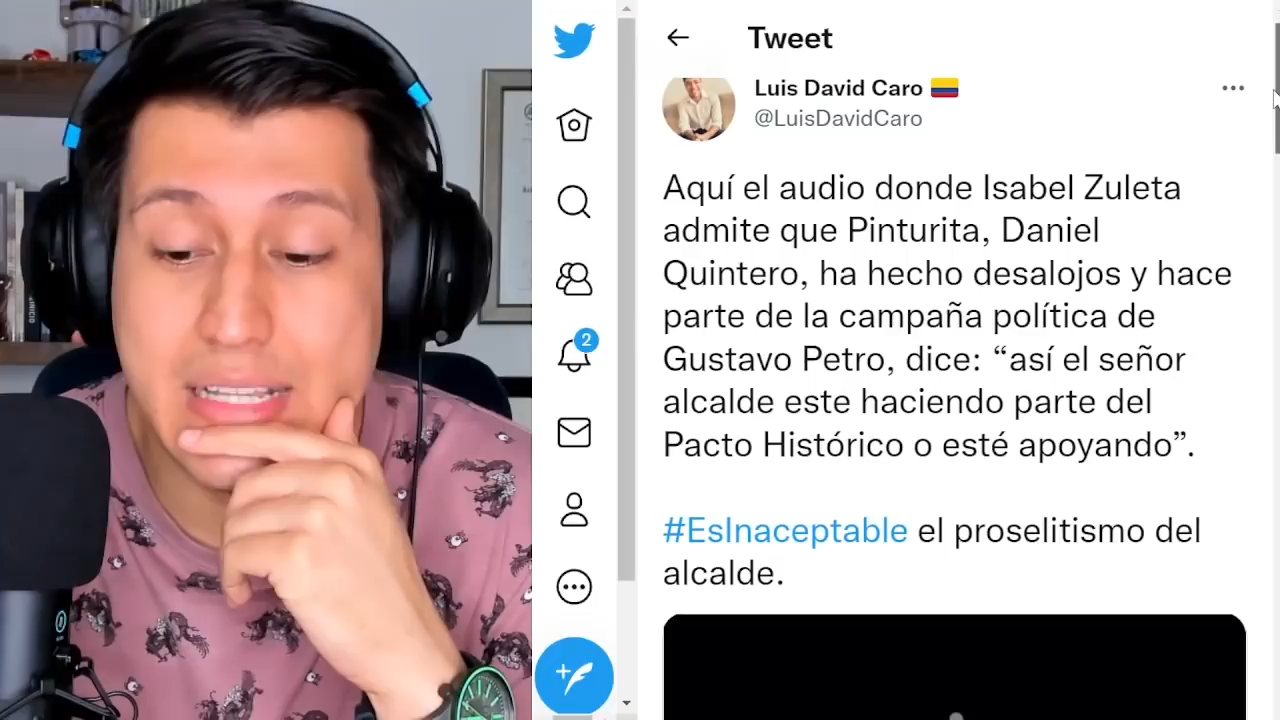 Tweet
Luis David Caro
@LuisDavidCaro
Aquí el audio donde Isabel Zuleta
admite que Pinturita, Daniel
Quintero, ha hecho desalojos y hace
parte de la campaña política de
Gustavo Petro, dice: “así el señor
alcalde este haciendo parte del
Pacto Histórico o esté apoyando”.
#EsInaceptable el proselitismo del
alcalde.
2